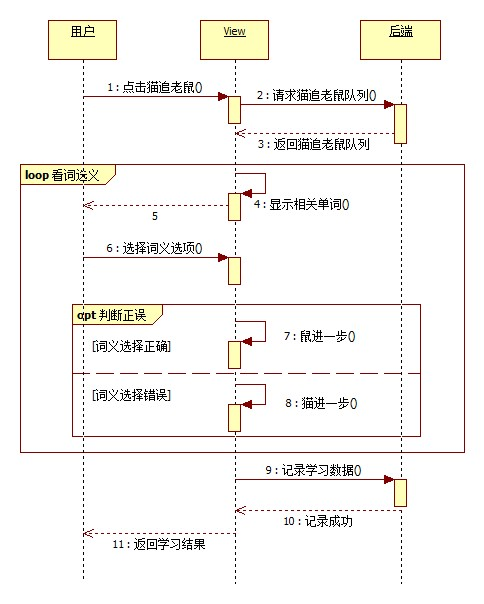 用户
View
后端
1 : 点击猫追老鼠()
2 : 请求猫追老鼠队列()
3 : 返回猫追老鼠队列
loop 看词选义
4 : 显示相关单词()
5
6 : 选择词义选项()
opt 判断正误
7 : 鼠进一步()
[词义选择正确]
[词义选择错误]
8 : 猫进一步()
9 : 记录学习数据()
10 : 记录成功
11 : 返回学习结果